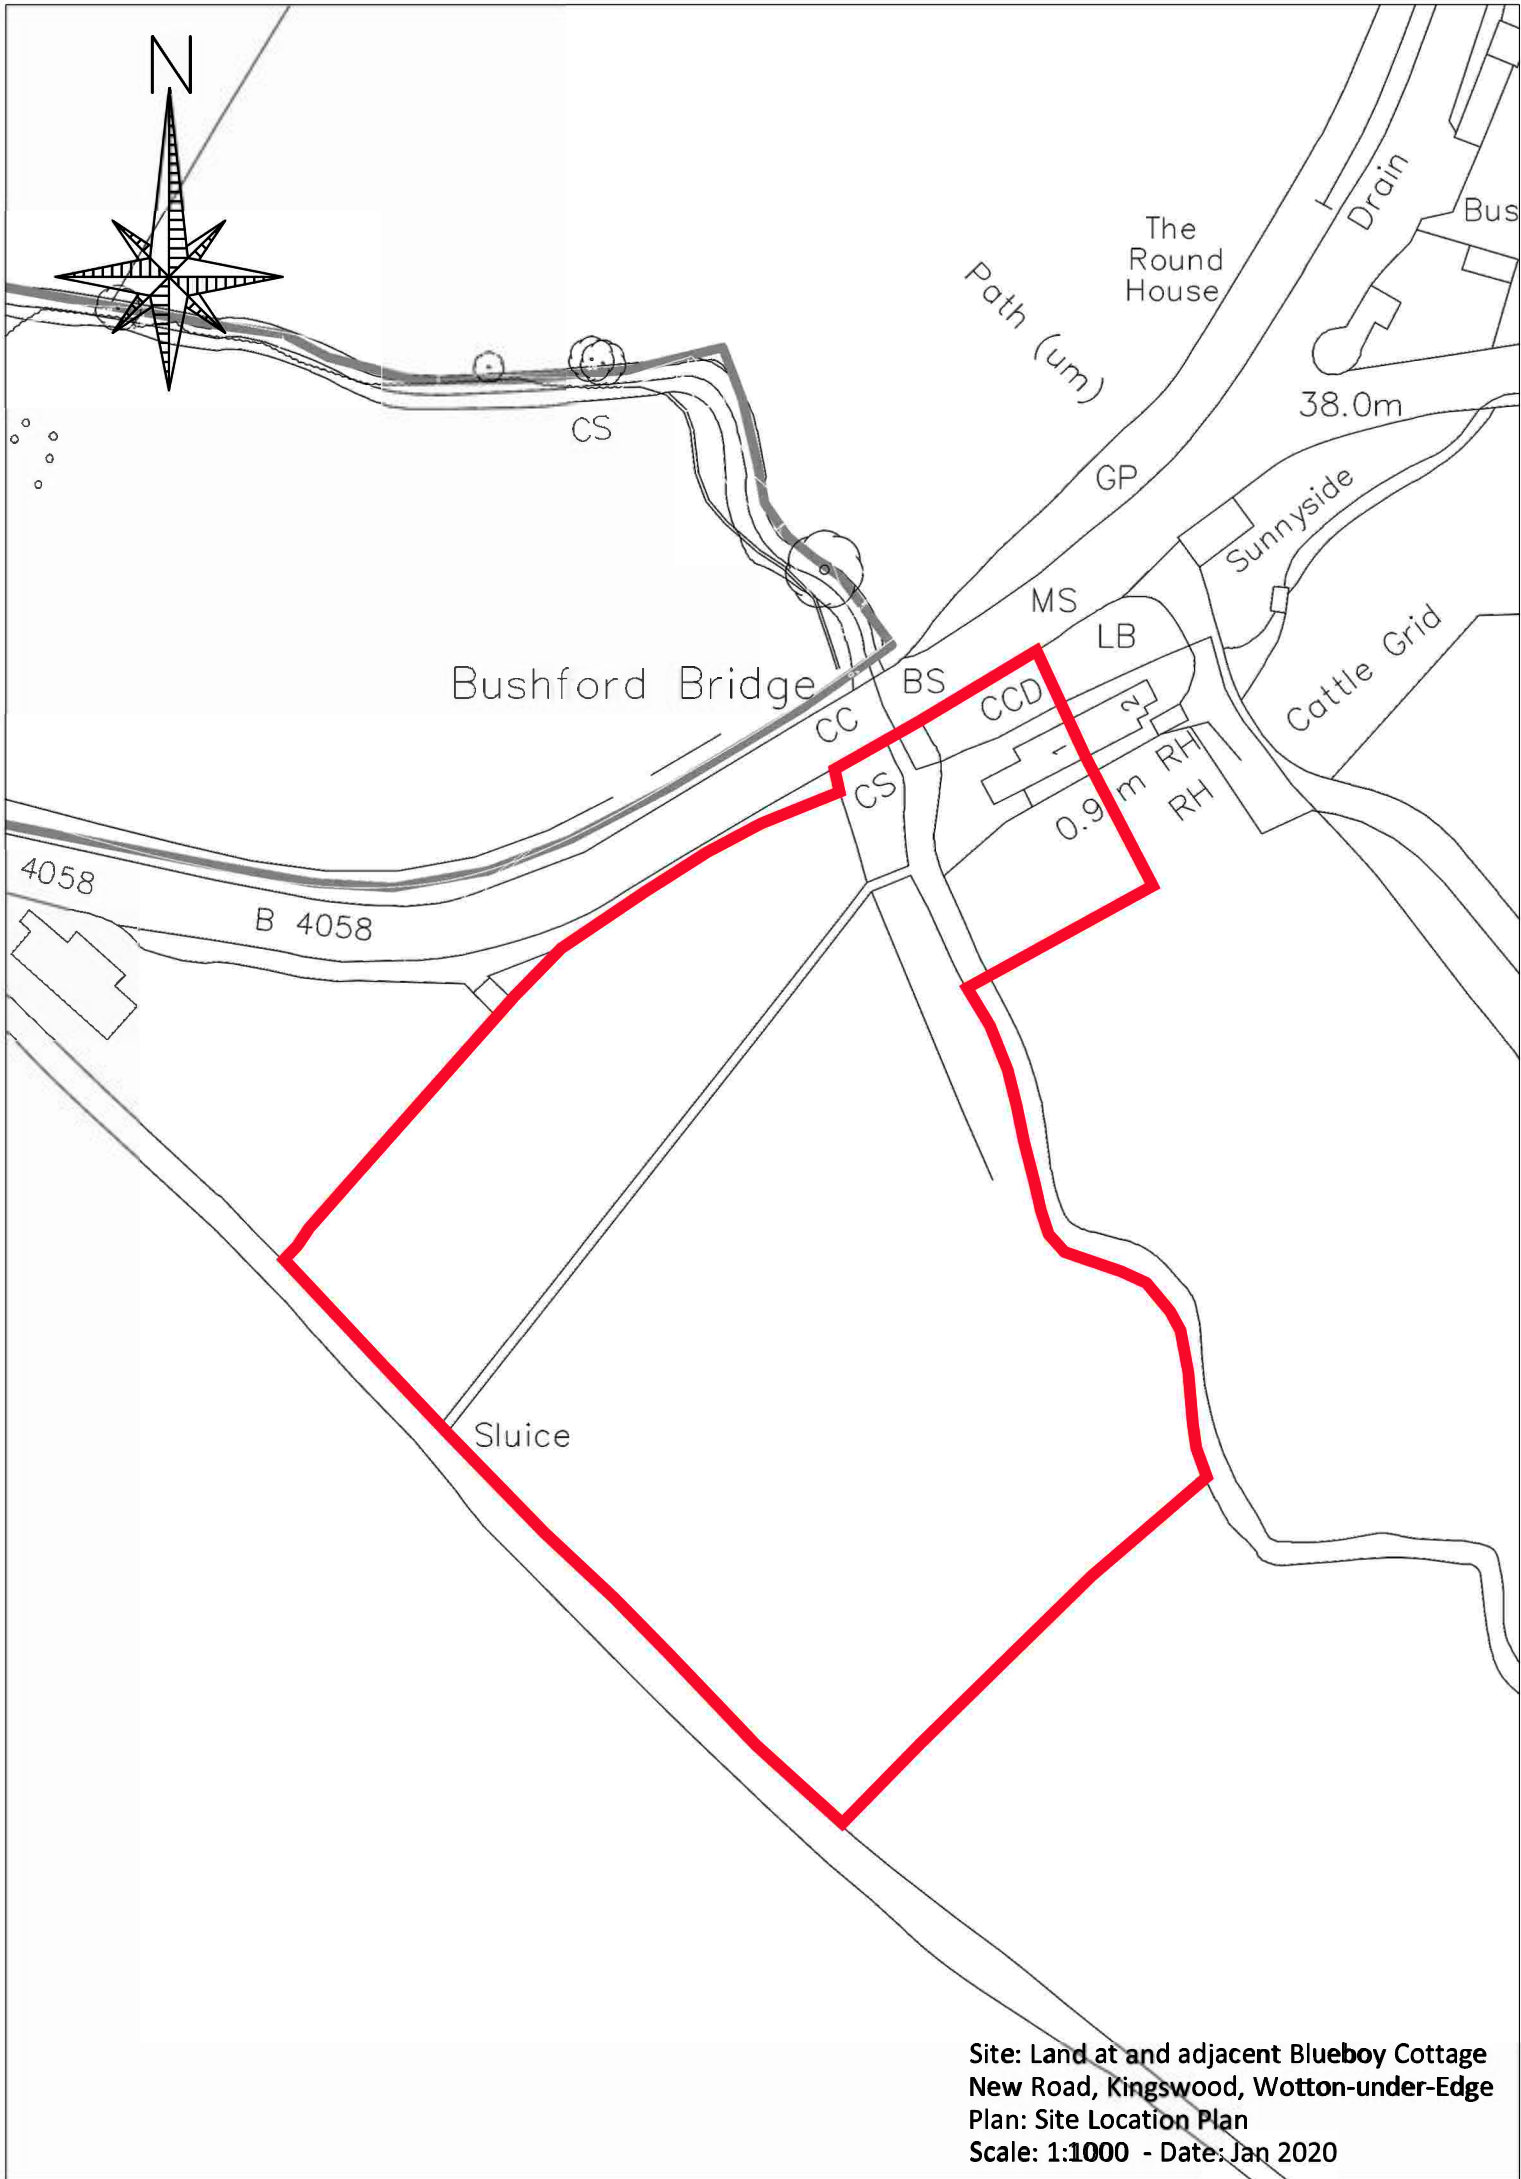 N
The
Round
House
Drain
Bus
Path (um)
38.0m
CS
GP
Sunnyside
MS
LB
Cattle Grid
Bushford Bridge
BS
CCD
CC
2
1
RH
CS
0.9 m
RH
4058
B 4058
Sluice
Site: Land at and adjacent Blueboy Cottage
New Road, Kingswood, Wotton-under-Edge
Plan: Site Location Plan
Scale: 1:1000 - Date: Jan 2020